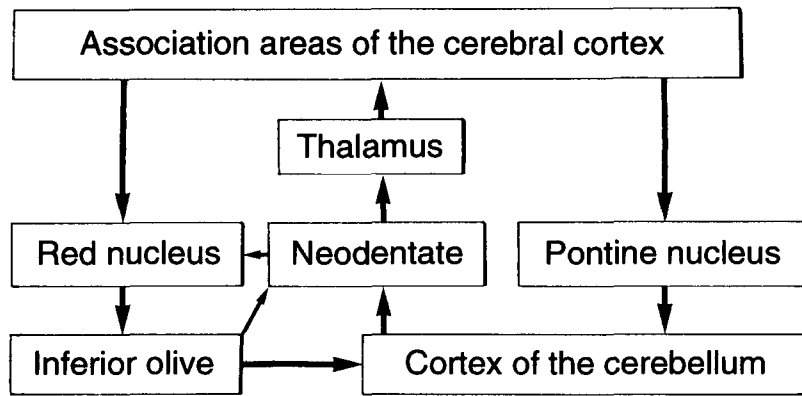 Association areas of the cerebral cortex
Thalamus
Red nucleus
Neodentate
Pontine nucleus
Inferior olive
Cortex of the cerebellum